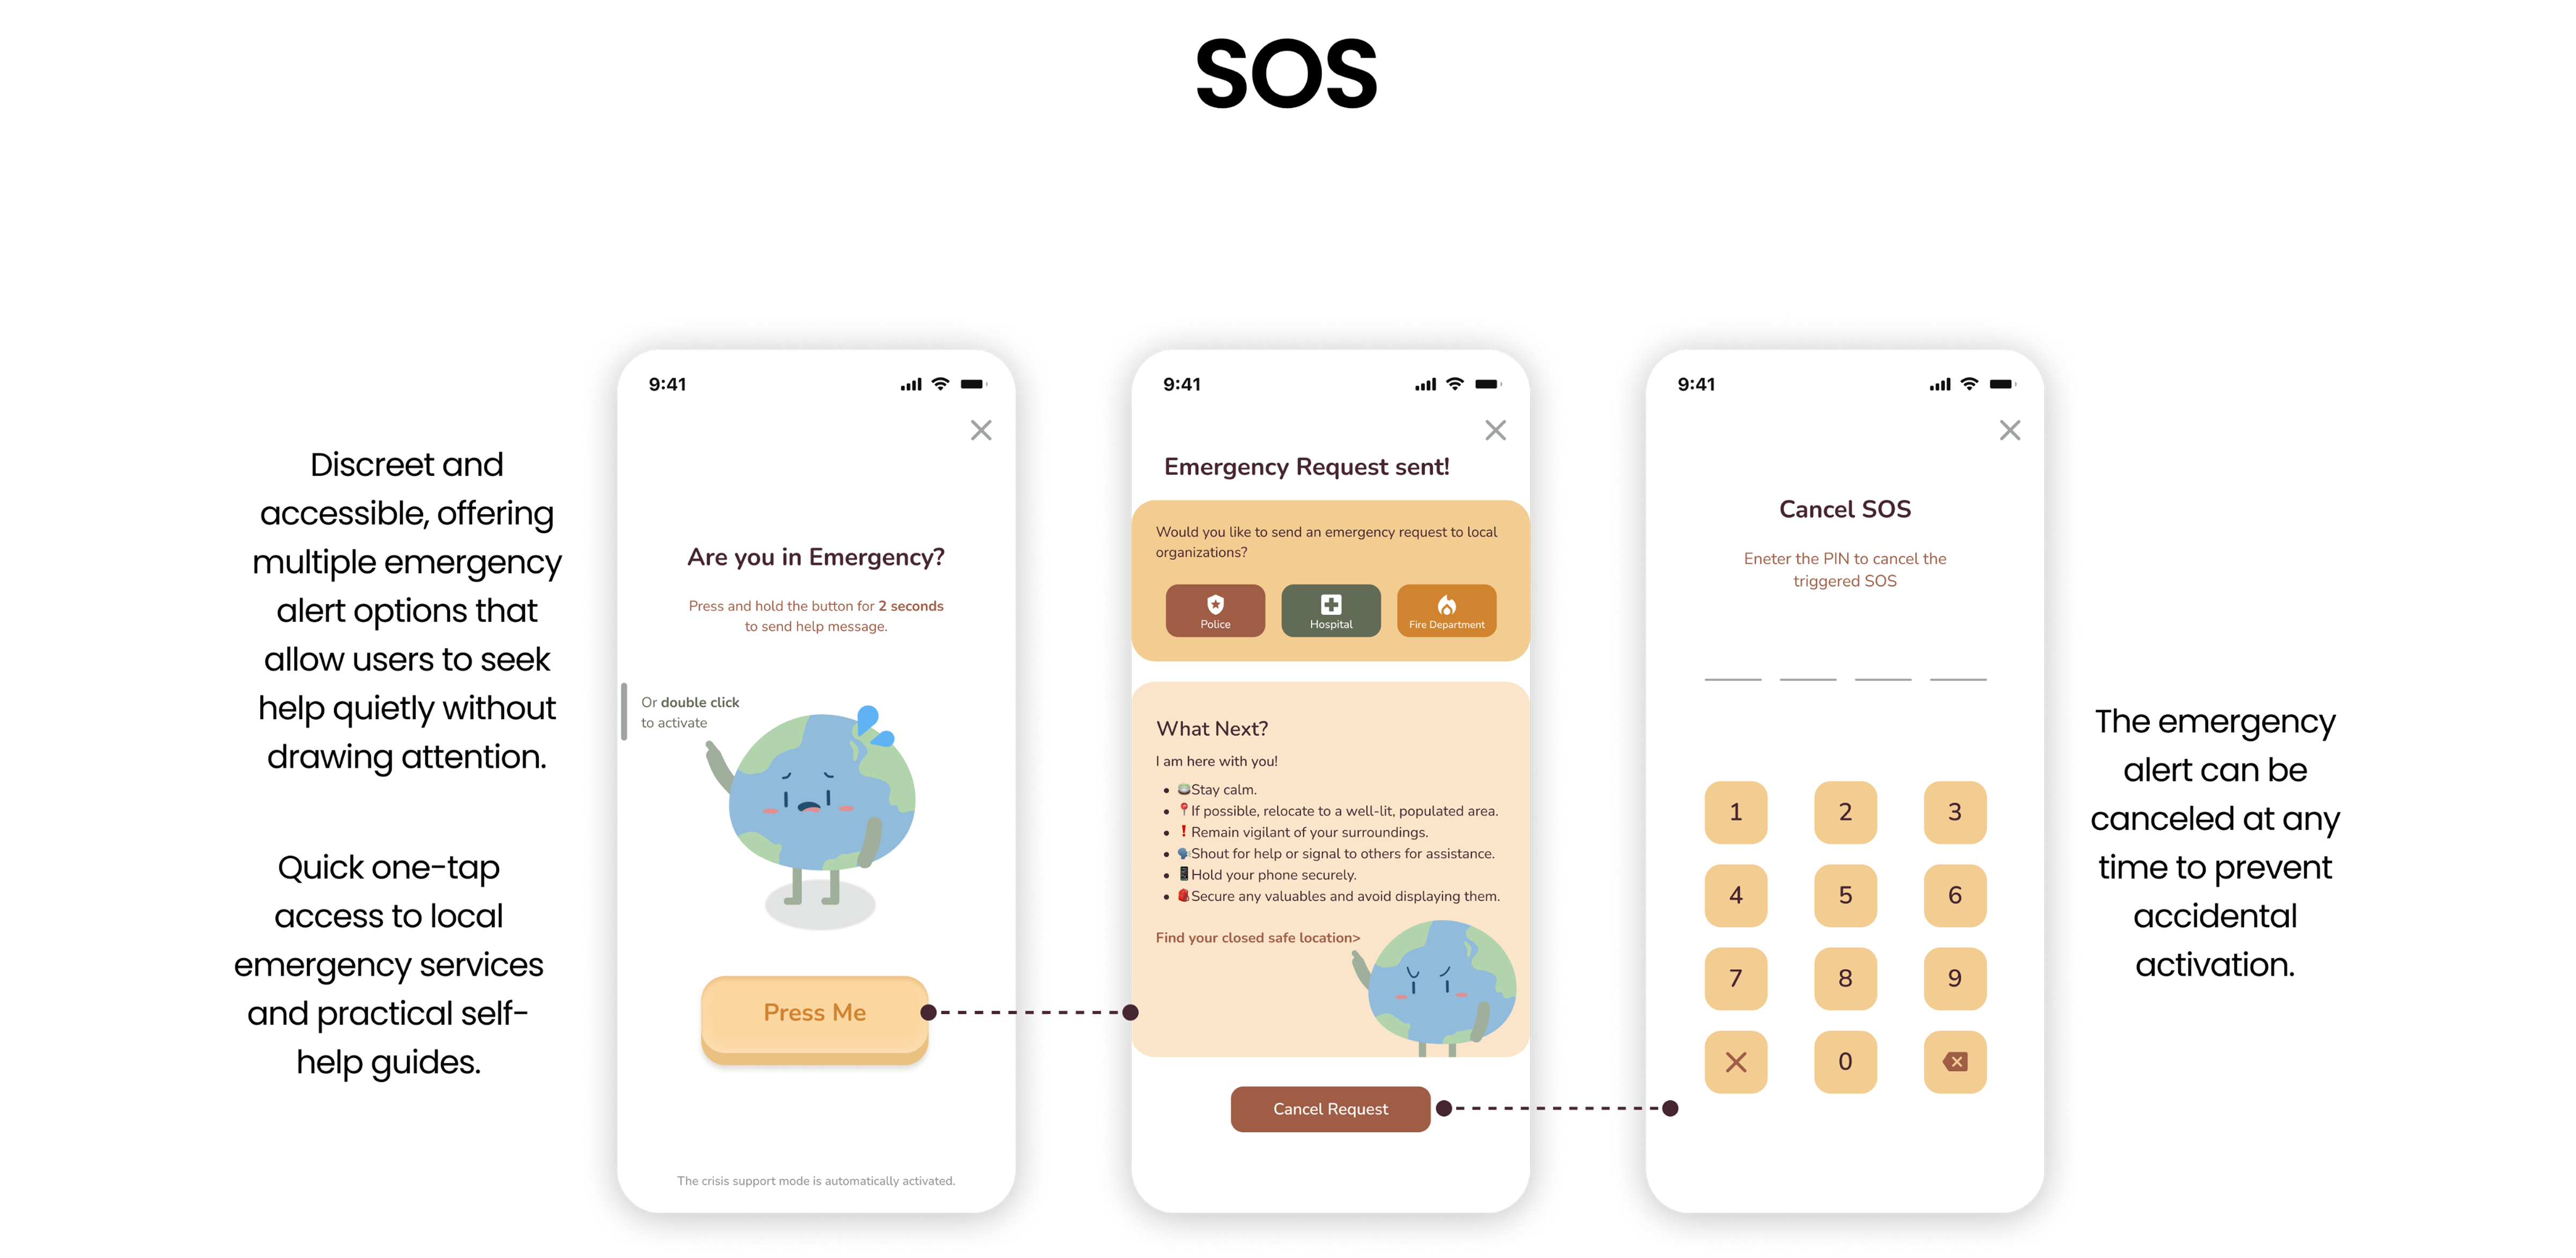 SOS
Discreet and
accessible, offering
multiple emergency
alert options that
allow users to seek
help quietly without
drawing attention.
Quick one-tap
access to local
emergency services
and practical self-
help guides.
9:41
Are you in Emergency?
Press and hold the button for 2 seconds
to send help message.
Or double click
to activate
Press Me
The crisis support mode is automatically activated.
9:41
Emergency Request sent!
Would you like to send an emergency request to local
organizations?
Police
Hospital
Fire Department
What Next?
I am here with you!
Stay calm.
If possible, relocate to a well-lit, populated area.
Remain vigilant of your surroundings.
Shout for help or signal to others for assistance.
Hold your phone securely.
Secure any valuables and avoid displaying them.
Find your closed safe location>
Cancel Request
9:41
Cancel SOS
Eneter the PIN to cancel the
triggered SOS
1 2 3
4 5 6
7 8 9
0
The emergency
alert can be
canceled at any
time to prevent
accidental
activation.